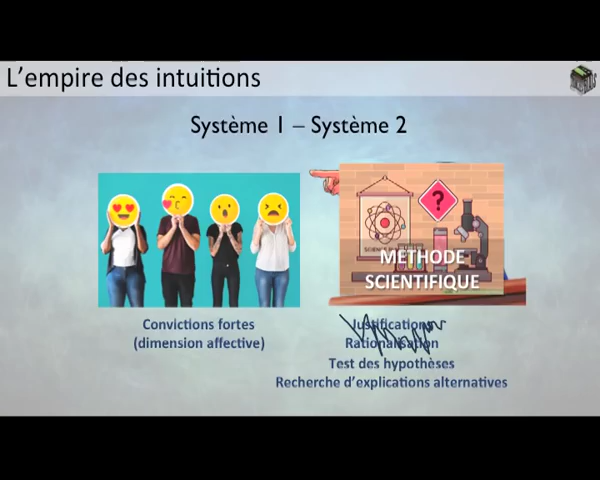 L'empire des intuitions
Système 1 – Système 2
METHODE
SCIENTIFIQUE
Convictions fortes
(dimension affective)
Justifications
Rationalisation
Test des hypothèses
Recherche d'explications alternatives
?